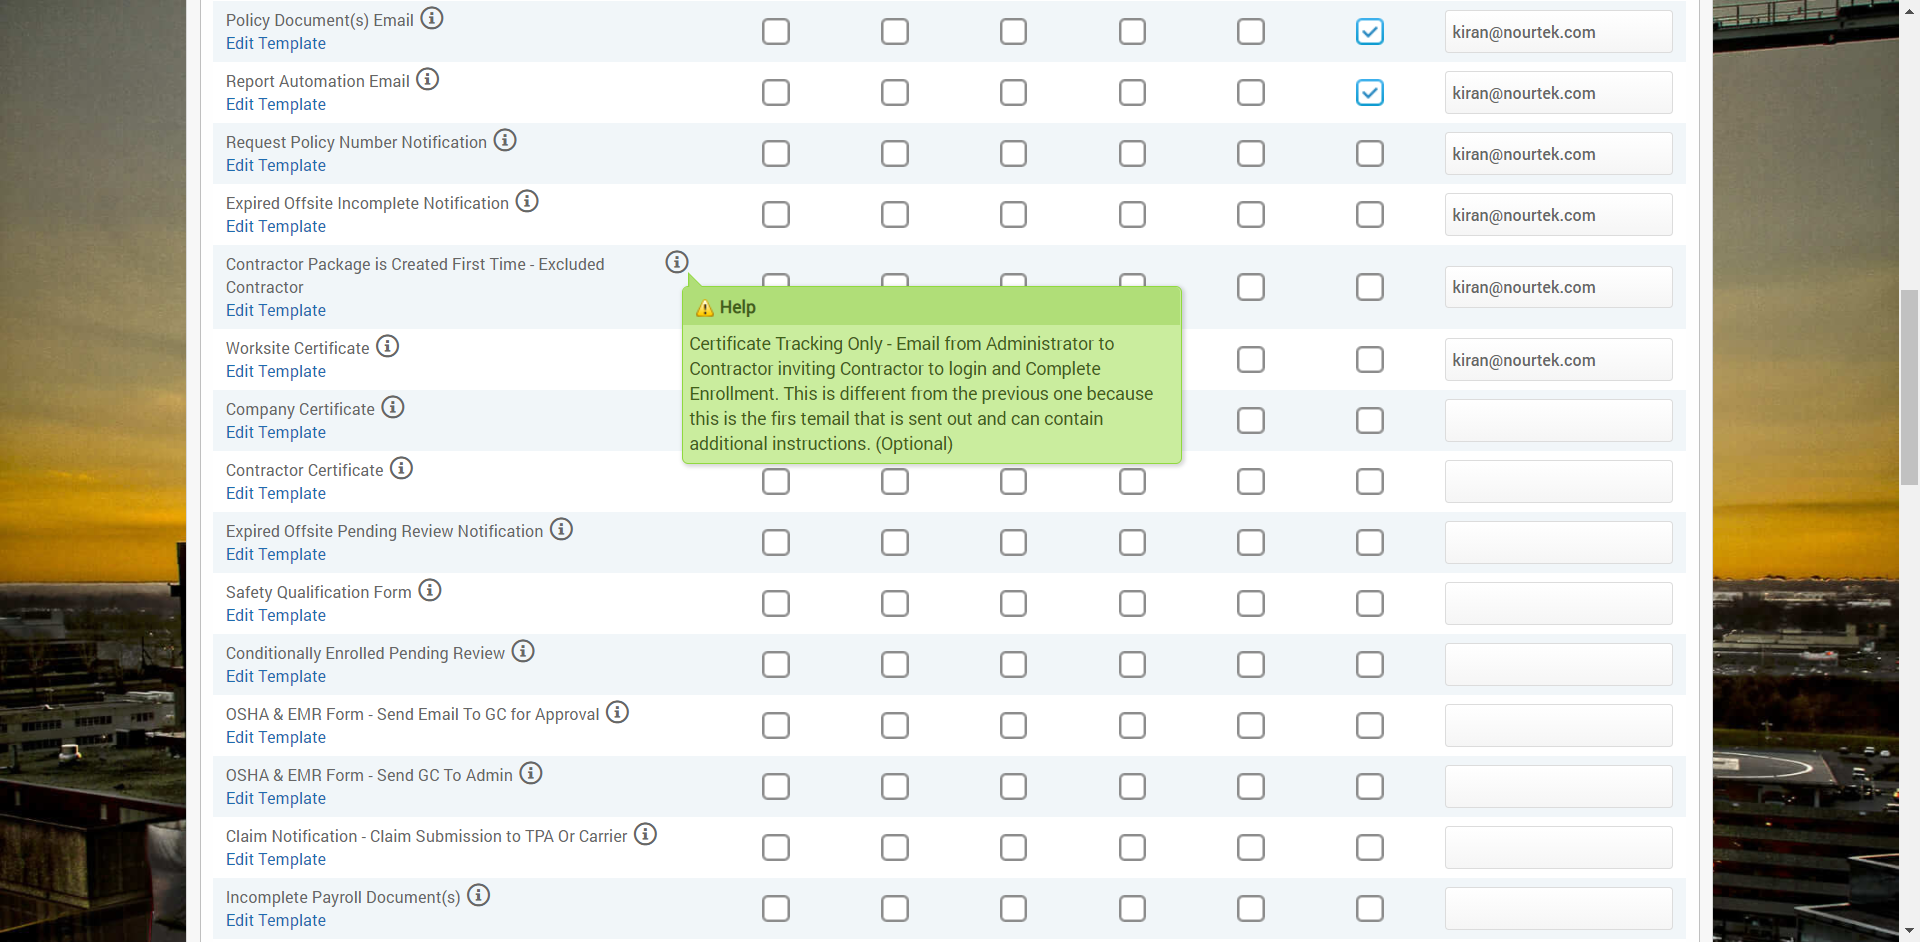 Policy Document(s) Email
Edit Template
kiran@nourtek.com
Report Automation Email
Edit Template
kiran@nourtek.com
Request Policy Number Notification
Edit Template
kiran@nourtek.com
Expired Offsite Incomplete Notification
Edit Template
kiran@nourtek.com
Contractor Package is Created First Time - Excluded
Contractor
Edit Template
kiran@nourtek.com
Help
Certificate Tracking Only - Email from Administrator to
Contractor inviting Contractor to login and Complete
Enrollment. This is different from the previous one because
this is the firs temail that is sent out and can contain
additional instructions. (Optional)
Worksite Certificate
Edit Template
kiran@nourtek.com
Company Certificate
Edit Template
Contractor Certificate
Edit Template
Expired Offsite Pending Review Notification
Edit Template
Safety Qualification Form
Edit Template
Conditionally Enrolled Pending Review
Edit Template
OSHA & EMR Form - Send Email To GC for Approval
Edit Template
OSHA & EMR Form - Send GC To Admin
Edit Template
Claim Notification - Claim Submission to TPA Or Carrier
Edit Template
Incomplete Payroll Document(s)
Edit Template